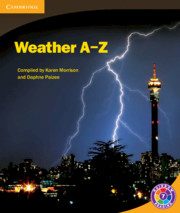 CAMBRIDGE
Weather A–Z
Compiled by Karen Morrison
and Daphne Paizee